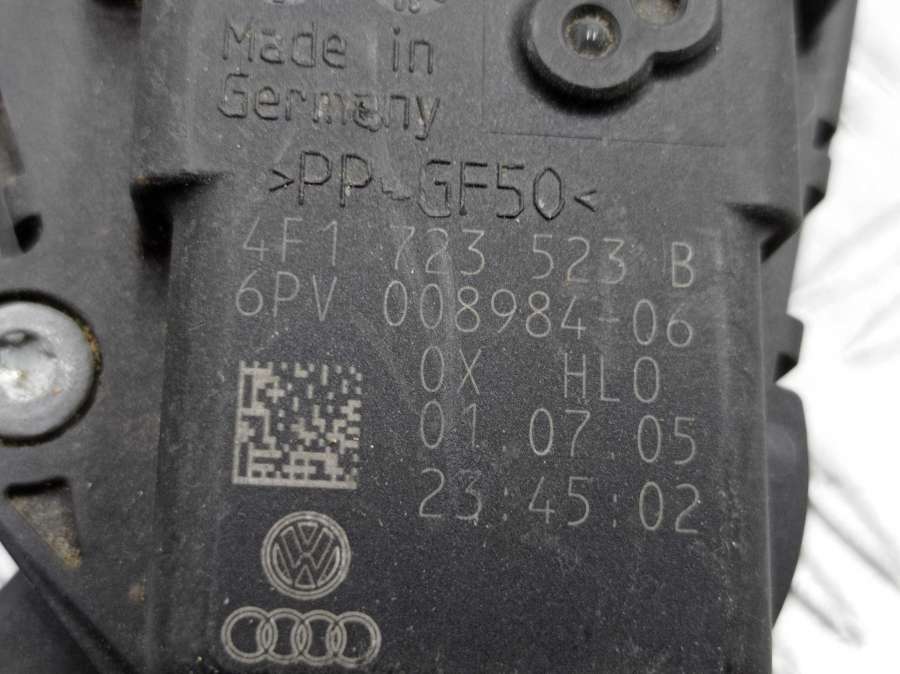 Made in
Germany
>PP-GF50<
4F1 723 523 B
6PV 008984-06
0X HL0
01.07.05
23:45:02
VW